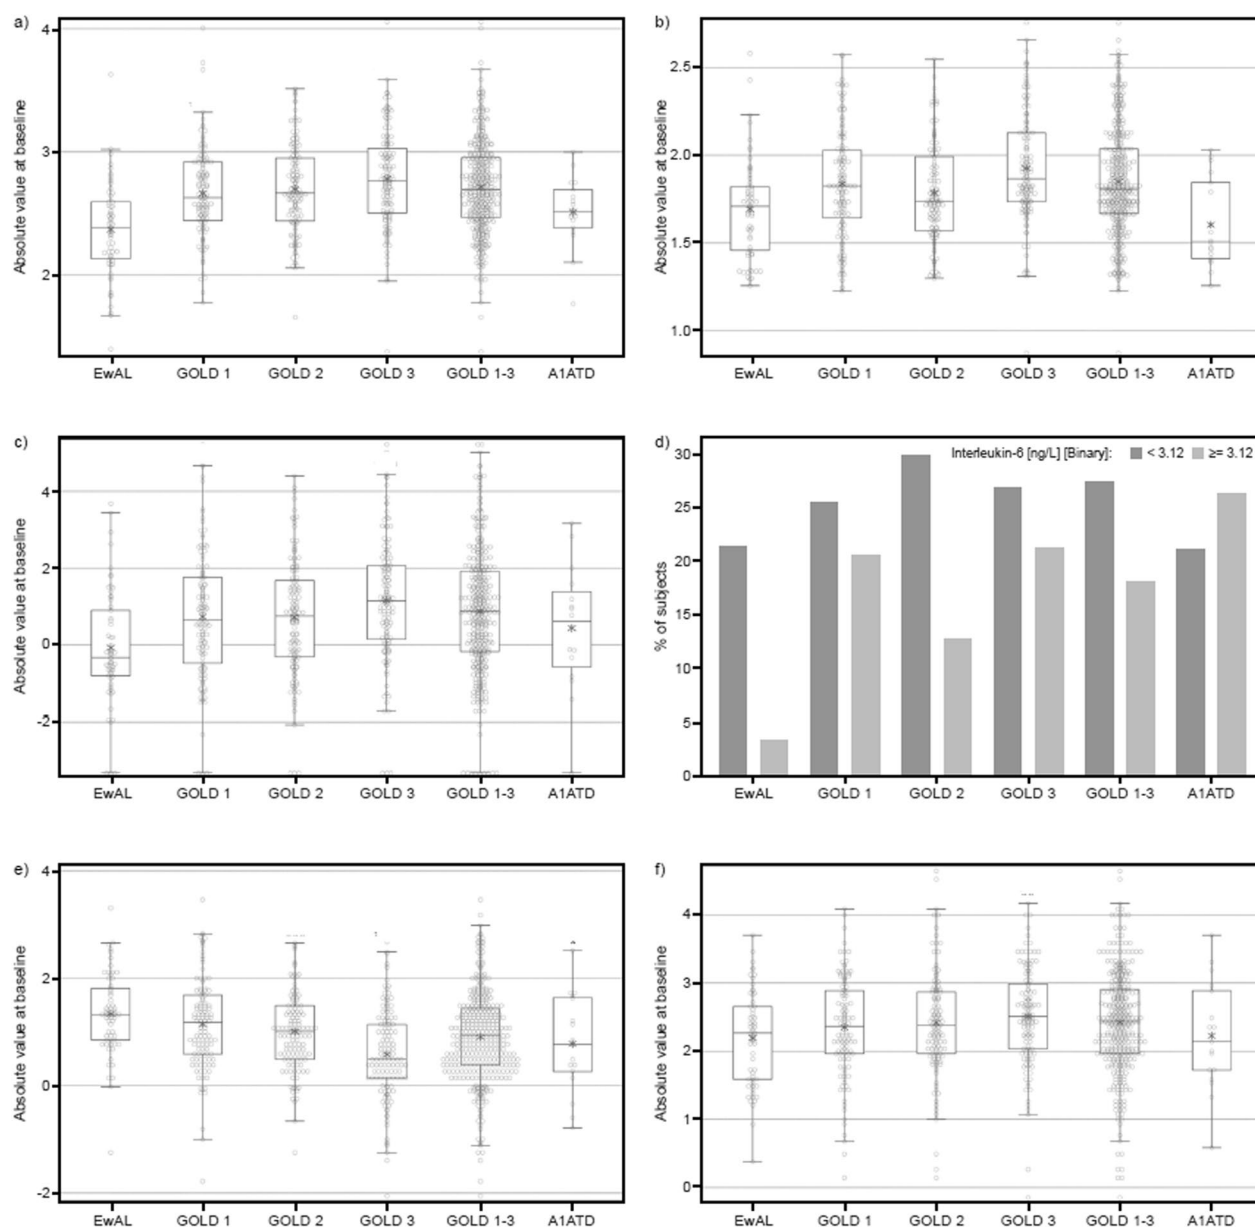 a)
Absolute value at baseline
4
3
2
EwAL GOLD 1 GOLD 2 GOLD 3 GOLD 1-3 A1ATD
b)
Absolute value at baseline
2.5
2.0
1.5
1.0
EwAL GOLD 1 GOLD 2 GOLD 3 GOLD 1-3 A1ATD
c)
Absolute value at baseline
4
2
0
-2
EwAL GOLD 1 GOLD 2 GOLD 3 GOLD 1-3 A1ATD
d)
Interleukin-6 [ng/L] [Binary]: < 3.12 ≥= 3.12
% of subjects
30
25
20
15
10
5
0
EwAL GOLD 1 GOLD 2 GOLD 3 GOLD 1-3 A1ATD
e)
Absolute value at baseline
4
2
0
-2
EwAL GOLD 1 GOLD 2 GOLD 3 GOLD 1-3 A1ATD
f)
Absolute value at baseline
4
3
2
1
0
EwAL GOLD 1 GOLD 2 GOLD 3 GOLD 1-3 A1ATD